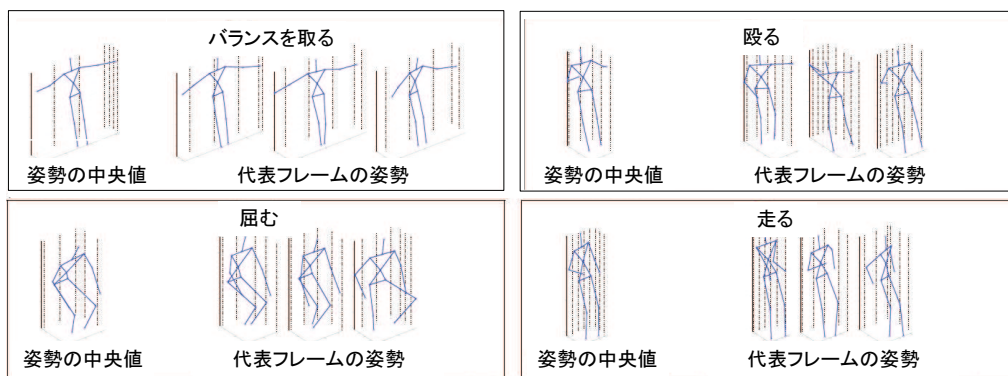 バランスを取る
姿勢の中央値
代表フレームの姿勢
殴る
姿勢の中央値
代表フレームの姿勢
屈む
姿勢の中央値
代表フレームの姿勢
走る
姿勢の中央値
代表フレームの姿勢